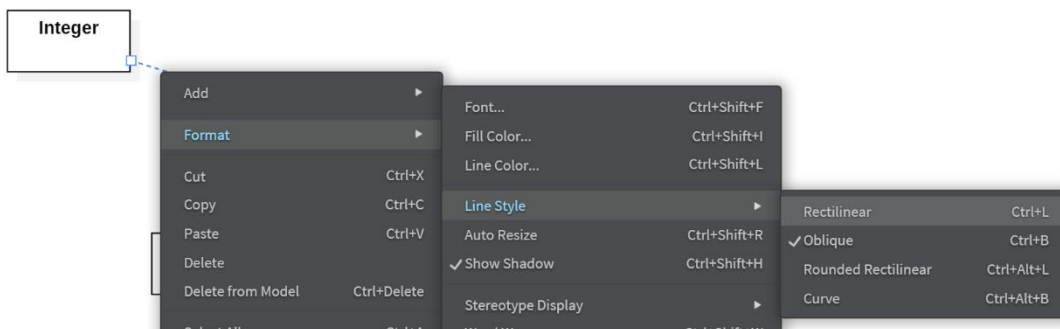 Integer
Add
Format
Cut Ctrl+X
Copy Ctrl+C
Paste Ctrl+V
Delete
Delete from Model Ctrl+Delete
Font... Ctrl+Shift+F
Fill Color... Ctrl+Shift+I
Line Color... Ctrl+Shift+L
Line Style
Auto Resize Ctrl+Shift+R
Show Shadow Ctrl+Shift+H
Stereotype Display
Rectilinear Ctrl+L
Oblique Ctrl+B
Rounded Rectilinear Ctrl+Alt+L
Curve Ctrl+Alt+B